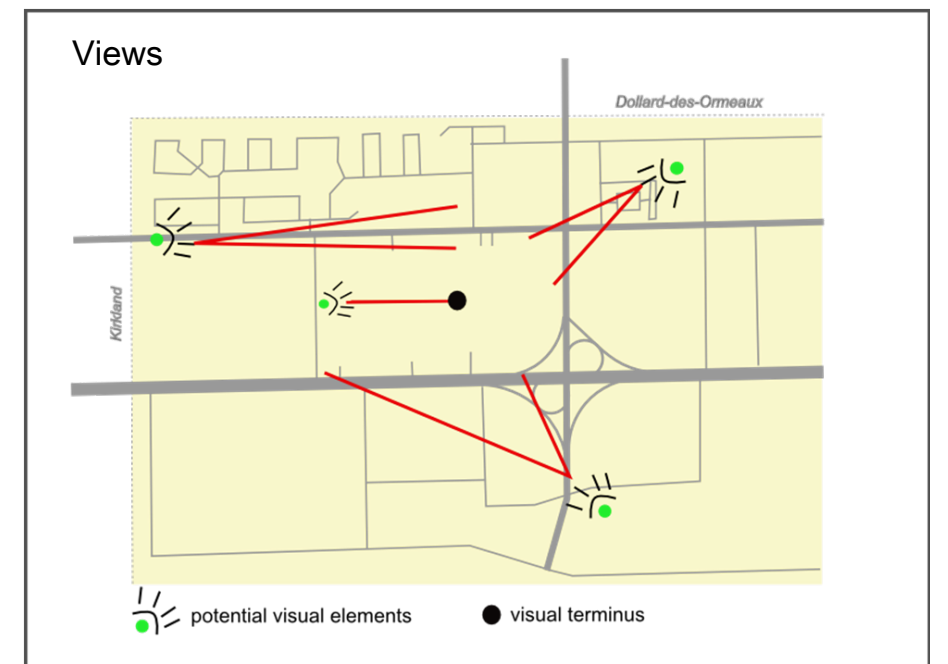 Views
Dollard-des-Ormeaux
Kirkland
potential visual elements
visual terminus